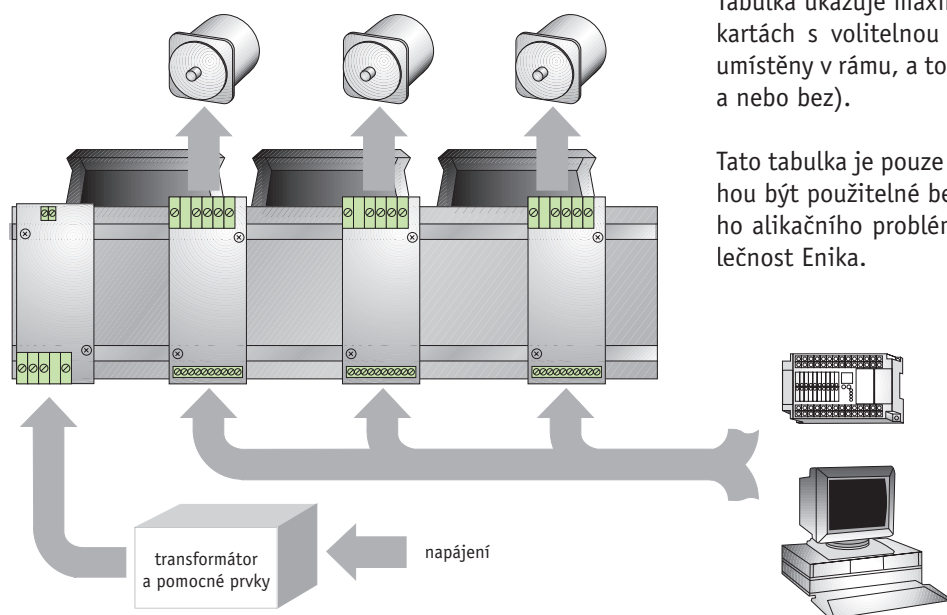 Tabulka ukazuje maxim
kartách s volitelnou
umístěny v rámu, a to
a nebo bez).
Tato tabulka je pouze
hou být použitelné be
ho alikačního problém
lečnost Enika.
transformátor
a pomocné prvky
napájení